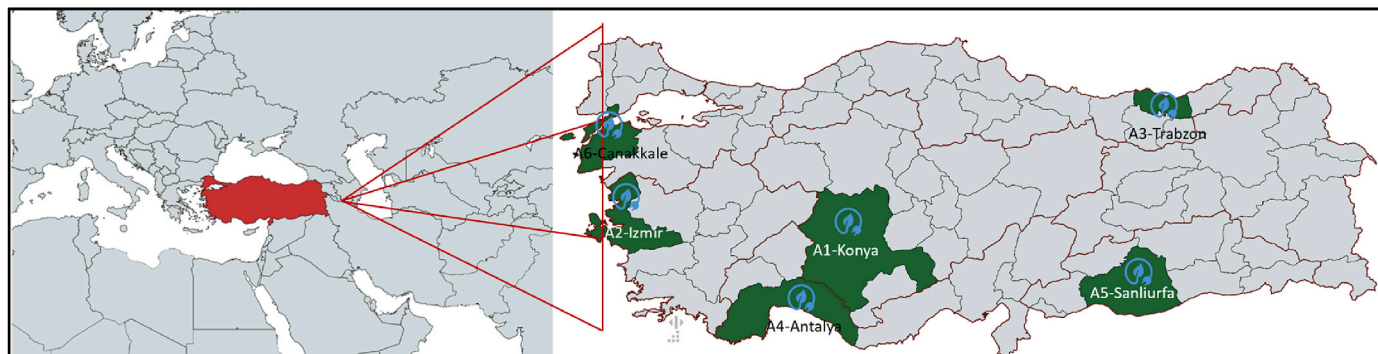 A3-Trabzon
A6-Canakkale
A2-Izmir
A1-Konya
A5-Sanliurfa
A4-Antalya